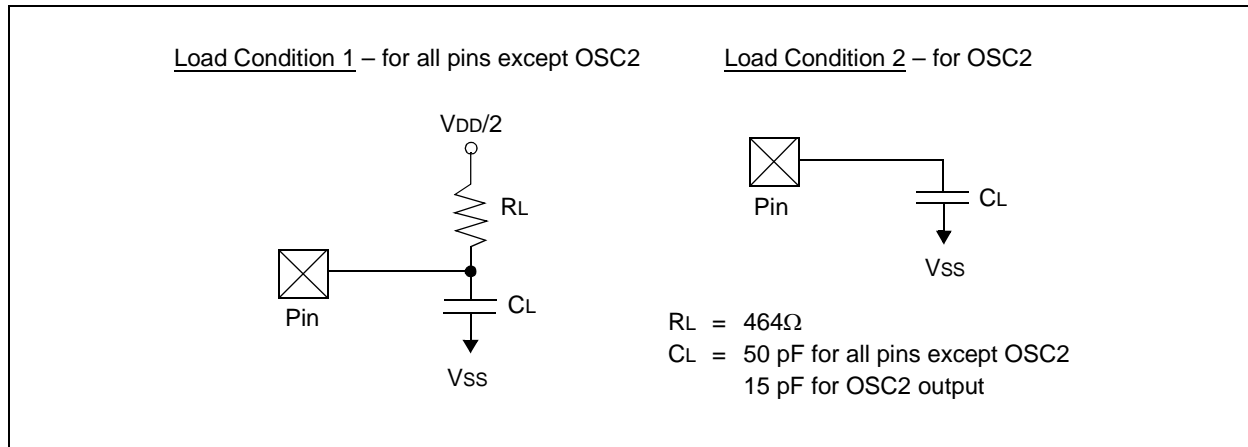 Load Condition 1 – for all pins except OSC2
Load Condition 2 – for OSC2
VDD/2
RL
Pin
CL
VSS
Pin
CL
VSS
RL = 464Ω
CL = 50 pF for all pins except OSC2
15 pF for OSC2 output